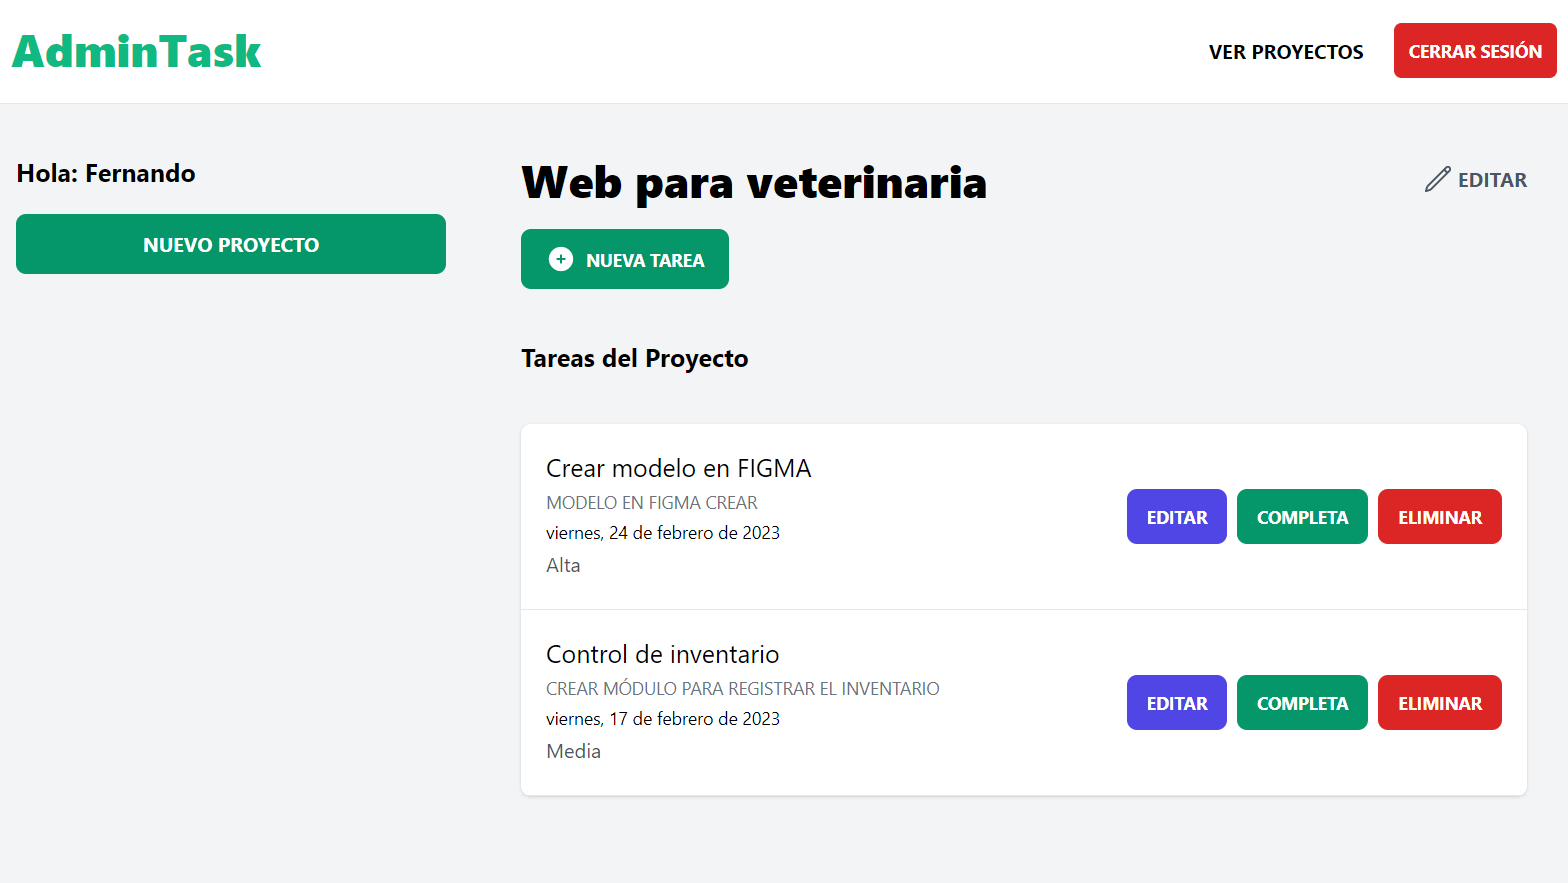 AdminTask
VER PROYECTOS
CERRAR SESIÓN
Hola: Fernando
NUEVO PROYECTO
Web para veterinaria
EDITAR
NUEVA TAREA
Tareas del Proyecto
Crear modelo en FIGMA
MODELO EN FIGMA CREAR
viernes, 24 de febrero de 2023
Alta
EDITAR
COMPLETA
ELIMINAR
Control de inventario
CREAR MÓDULO PARA REGISTRAR EL INVENTARIO
viernes, 17 de febrero de 2023
Media
EDITAR
COMPLETA
ELIMINAR